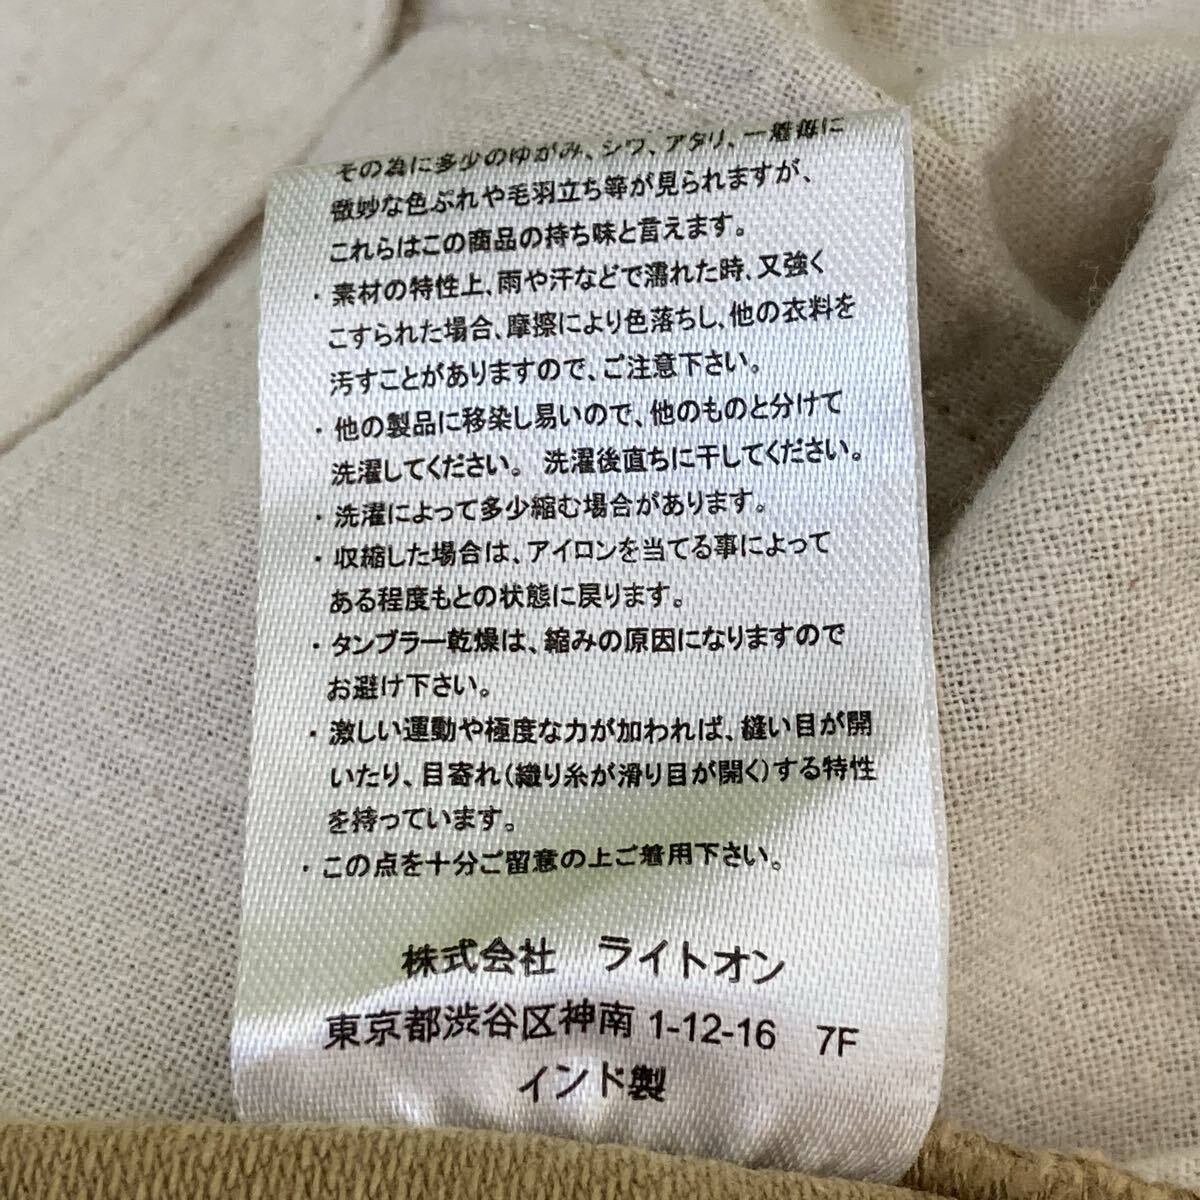 その為に多少のゆがみ、シワ、アタリ、一着毎に
微妙な色ぶれや毛羽立ち等が見られますが、
これらはこの商品の持ち味と言えます。
・素材の特性上、雨や汗などで濡れた時、又強く
こすられた場合、摩擦により色落ちし、他の衣料を
汚すことがありますので、ご注意下さい。
・他の製品に移染し易いので、他のものと分けて
洗濯してください。 洗濯後直ちに干してください。
・洗濯によって多少縮む場合があります。
・収縮した場合は、アイロンを当てる事によって
ある程度もとの状態に戻ります。
・タンブラー乾燥は、縮みの原因になりますので
お避け下さい。
・激しい運動や極度な力が加われば、縫い目が開
いたり、目寄れ(織り糸が滑り目が開く)する特性
を持っています。
・この点を十分ご留意の上ご着用下さい。
株式会社 ライトオン
東京都渋谷区神南 1-12-16 7F
インド製